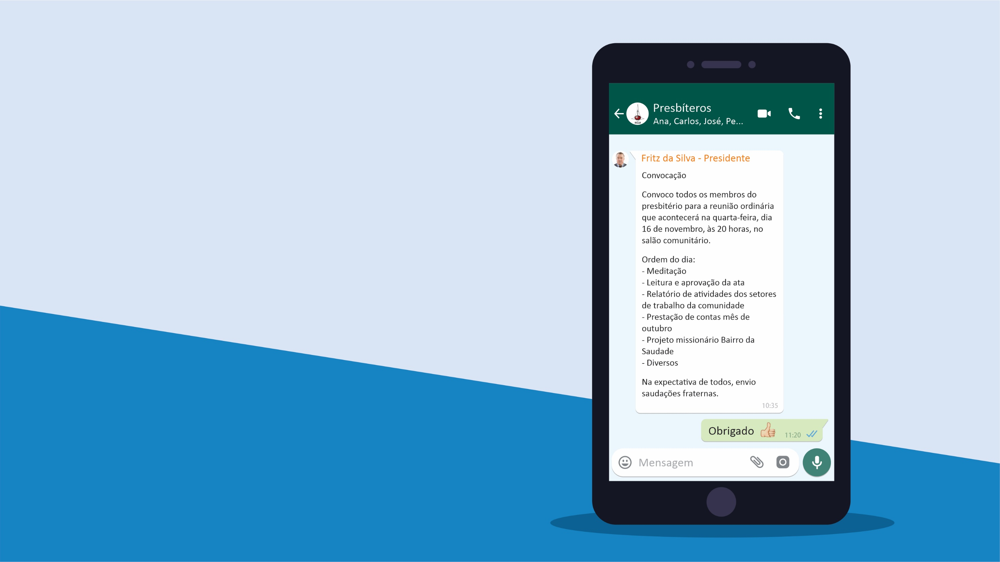 Presbíteros
Ana, Carlos, José, Pe...
IECLB
Fritz da Silva - Presidente
Convocação
Convoco todos os membros do
presbitério para a reunião ordinária
que acontecerá na quarta-feira, dia
16 de novembro, às 20 horas, no
salão comunitário.
Ordem do dia:
- Meditação
- Leitura e aprovação da ata
- Relatório de atividades dos setores
de trabalho da comunidade
- Prestação de contas mês de
outubro
- Projeto missionário Bairro da
Saudade
- Diversos
Na expectativa de todos, envio
saudações fraternas.
10:35
Obrigado 👍 11:20
Mensagem